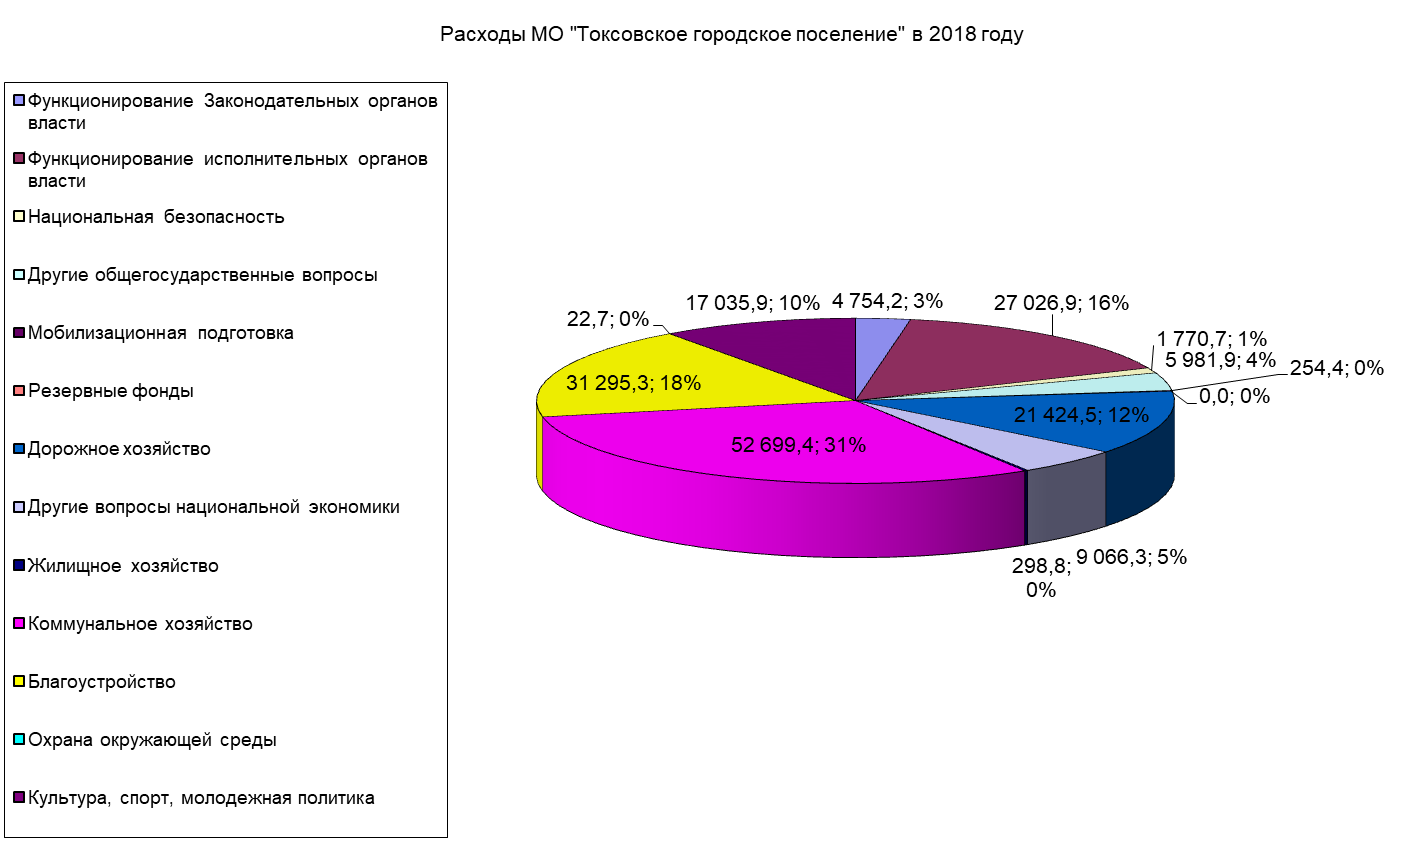 Расходы МО "Токсовское городское поселение" в 2018 году
Функционирование Законодательных органов
власти
Функционирование исполнительных органов
власти
Национальная безопасность
Другие общегосударственные вопросы
Мобилизационная подготовка
Резервные фонды
Дорожное хозяйство
Другие вопросы национальной экономики
Жилищное хозяйство
Коммунальное хозяйство
Благоустройство
Охрана окружающей среды
Культура, спорт, молодежная политика
17 035,9; 10%
4 754,2; 3%
27 026,9; 16%
22,7; 0%
1 770,7; 1%
5 981,9; 4%
254,4; 0%
0,0; 0%
31 295,3; 18%
21 424,5; 12%
52 699,4; 31%
9 066,3; 5%
298,8;
0%